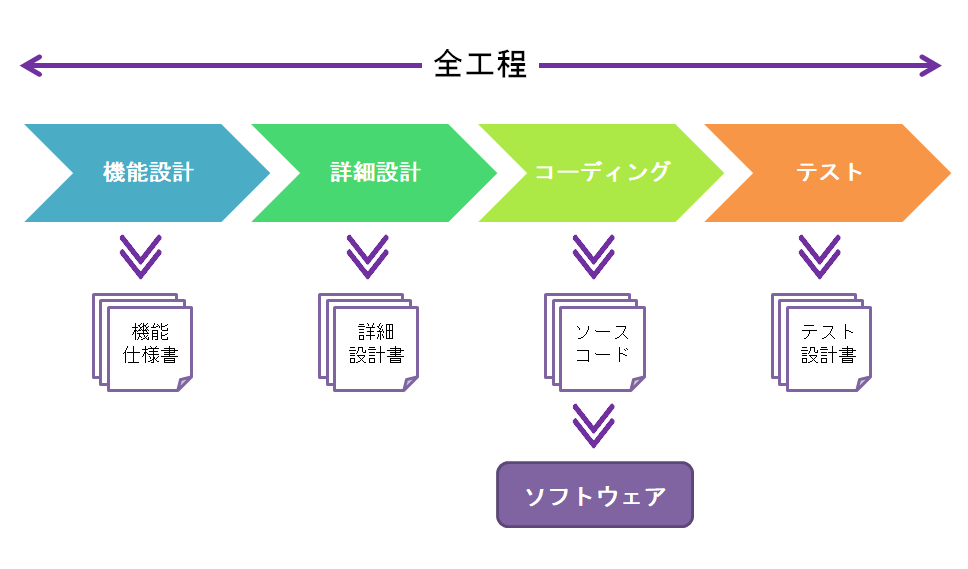 全工程
機能設計
詳細設計
コーディング
テスト
機能
仕様書
詳細
設計書
ソース
コード
テスト
設計書
ソフトウェア